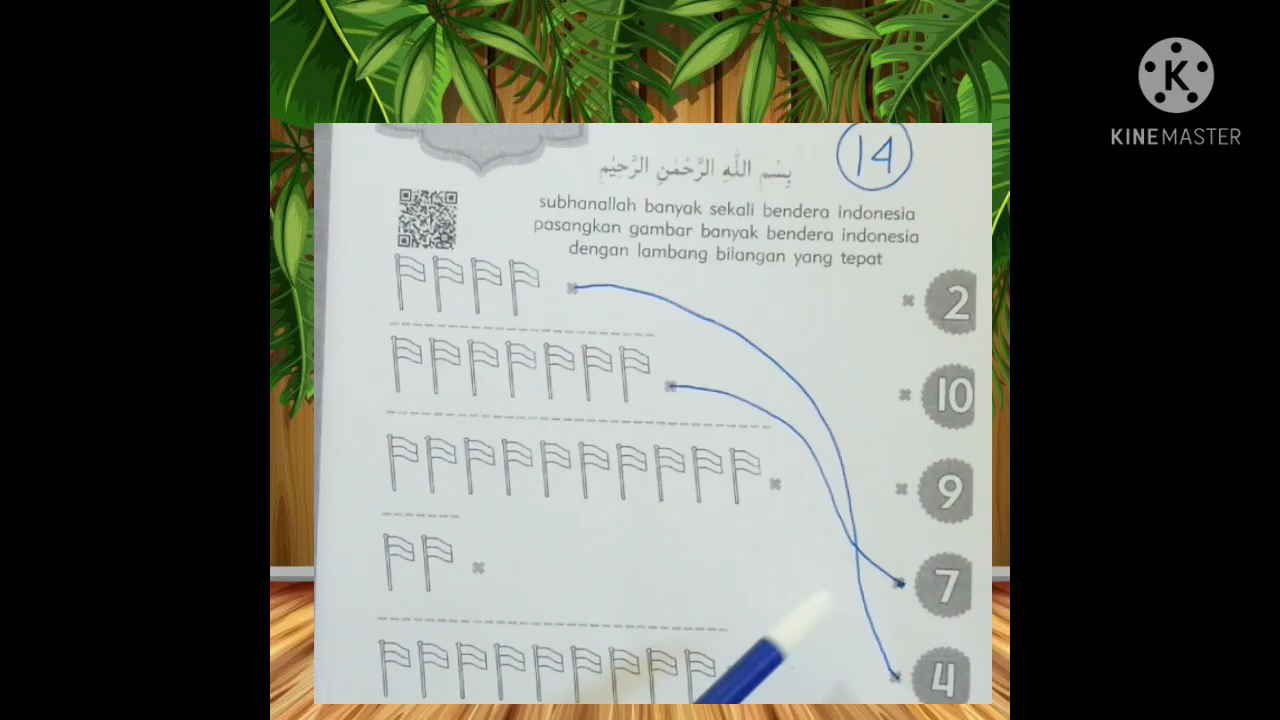 K
KINEMASTER
14
بِسْمِ اللّٰهِ الرَّحْمٰنِ الرَّحِيْمِ
subhanallah banyak sekali bendera indonesia
pasangkan gambar banyak bendera indonesia
dengan lambang bilangan yang tepat
2
10
9
7
4